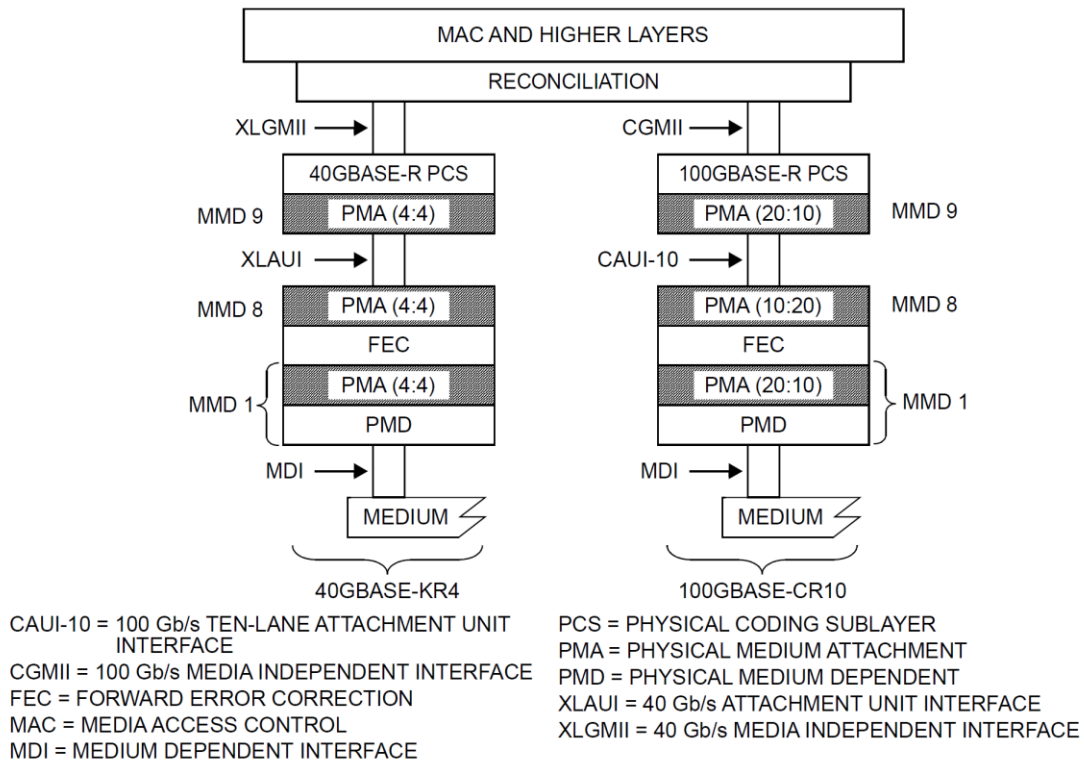 MAC AND HIGHER LAYERS
RECONCILIATION
XLGMII
CGMII
40GBASE-R PCS
100GBASE-R PCS
MMD 9
PMA (4:4)
PMA (20:10)
MMD 9
XLAUI
CAUI-10
MMD 8
PMA (4:4)
PMA (10:20)
MMD 8
FEC
FEC
MMD 1
PMA (4:4)
PMA (20:10)
MMD 1
PMD
PMD
MDI
MDI
MEDIUM
MEDIUM
40GBASE-KR4
100GBASE-CR10
CAUI-10 = 100 Gb/s TEN-LANE ATTACHMENT UNIT
INTERFACE
CGMII = 100 Gb/s MEDIA INDEPENDENT INTERFACE
FEC = FORWARD ERROR CORRECTION
MAC = MEDIA ACCESS CONTROL
MDI = MEDIUM DEPENDENT INTERFACE
PCS = PHYSICAL CODING SUBLAYER
PMA = PHYSICAL MEDIUM ATTACHMENT
PMD = PHYSICAL MEDIUM DEPENDENT
XLAUI = 40 Gb/s ATTACHMENT UNIT INTERFACE
XLGMII = 40 Gb/s MEDIA INDEPENDENT INTERFACE